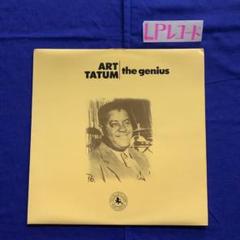 LPレコード
ART
TATUM
the genius